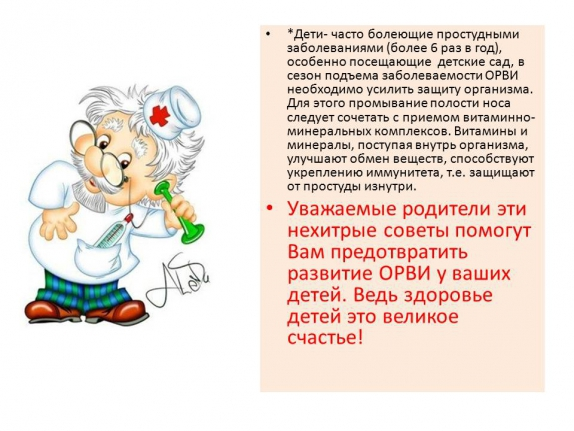 • *Дети- часто болеющие простудными
заболеваниями (более 6 раз в год),
особенно посещающие детские сад, в
сезон подъема заболеваемости ОРВИ
необходимо усилить защиту организма.
Для этого промывание полости носа
следует сочетать с приемом витаминно-
минеральных комплексов. Витамины и
минералы, поступая внутрь организма,
улучшают обмен веществ, способствуют
укреплению иммунитета, т.е. защищают
от простуды изнутри.
• Уважаемые родители эти
нехитрые советы помогут
Вам предотвратить
развитие ОРВИ у ваших
детей. Ведь здоровье
детей это великое
счастье!